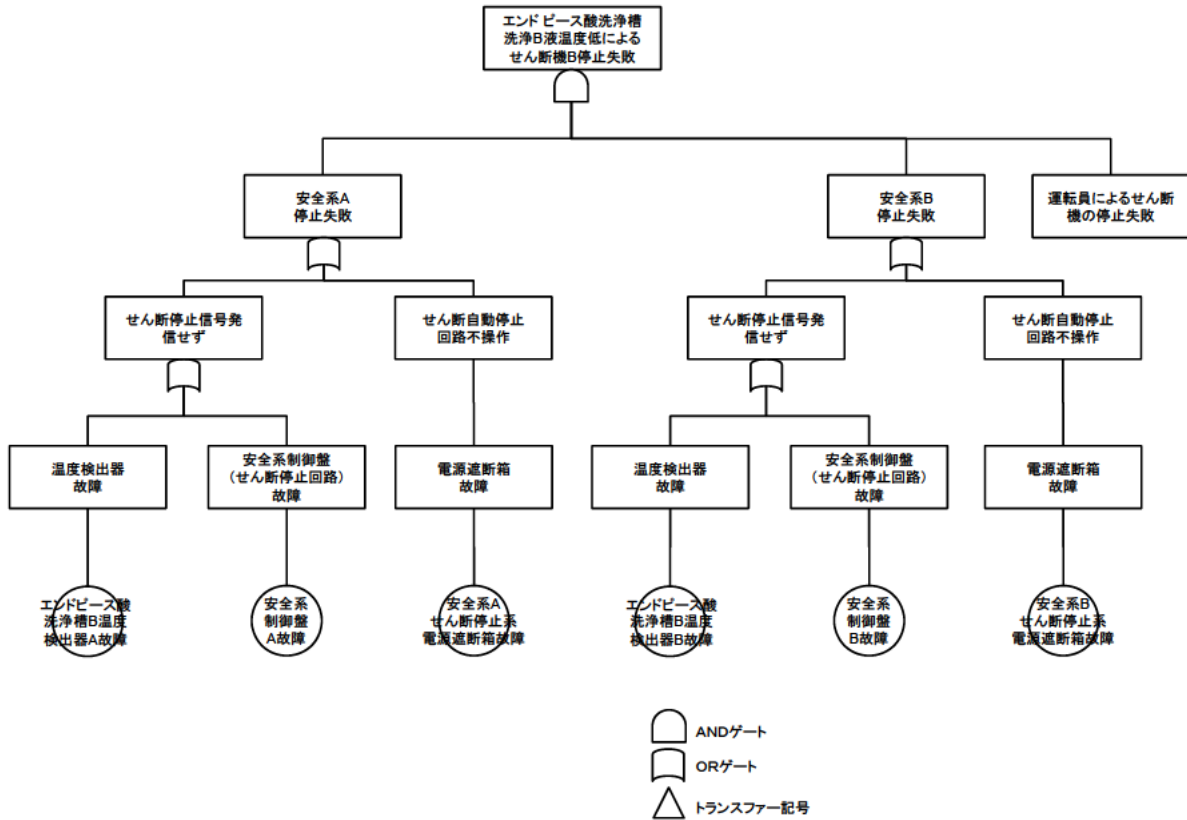 エンド ピース酸洗浄槽
洗浄B液温度低による
せん断機B停止失敗
安全系A
停止失敗
安全系B
停止失敗
運転員によるせん断
機の停止失敗
せん断停止信号発
信せず
せん断自動停止
回路不操作
せん断停止信号発
信せず
せん断自動停止
回路不操作
温度検出器
故障
安全系制御盤
（せん断停止回路）
故障
電源遮断箱
故障
温度検出器
故障
安全系制御盤
（せん断停止回路）
故障
電源遮断箱
故障
エンドピース酸
洗浄槽B温度
検出器A故障
安全系
制御盤
A故障
安全系A
せん断停止系
電源遮断箱故障
エンドピース酸
洗浄槽B温度
検出器B故障
安全系
制御盤
B故障
安全系B
せん断停止系
電源遮断箱故障
ANDゲート
ORゲート
トランスファー記号